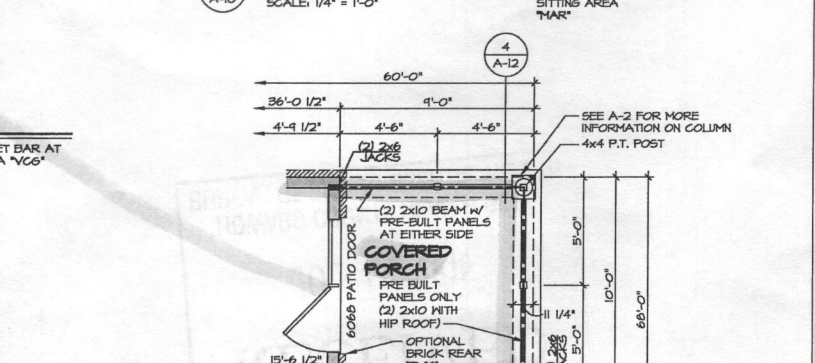 A-10
SCALE: 1/4" = 1'-0"
SITTING AREA
"MAR"
4
A-12
60'-0"
36'-0 1/2"
9'-0"
4'-9 1/2"
4'-6"
4'-6"
SEE A-2 FOR MORE
INFORMATION ON COLUMN
4x4 P.T. POST
ET BAR AT
A "VCG"
(2) 2x6
JACKS
(2) 2x10 BEAM W/
PRE-BUILT PANELS
AT EITHER SIDE
COVERED
PORCH
PRE BUILT
PANELS ONLY
(2) 2x10 WITH
HIP ROOF)
6068 PATIO DOOR
5'-0"
10'-0"
68'-0"
11 1/4"
5'-0"
2x6
JACKS
OPTIONAL
BRICK REAR
15'-6 1/2"